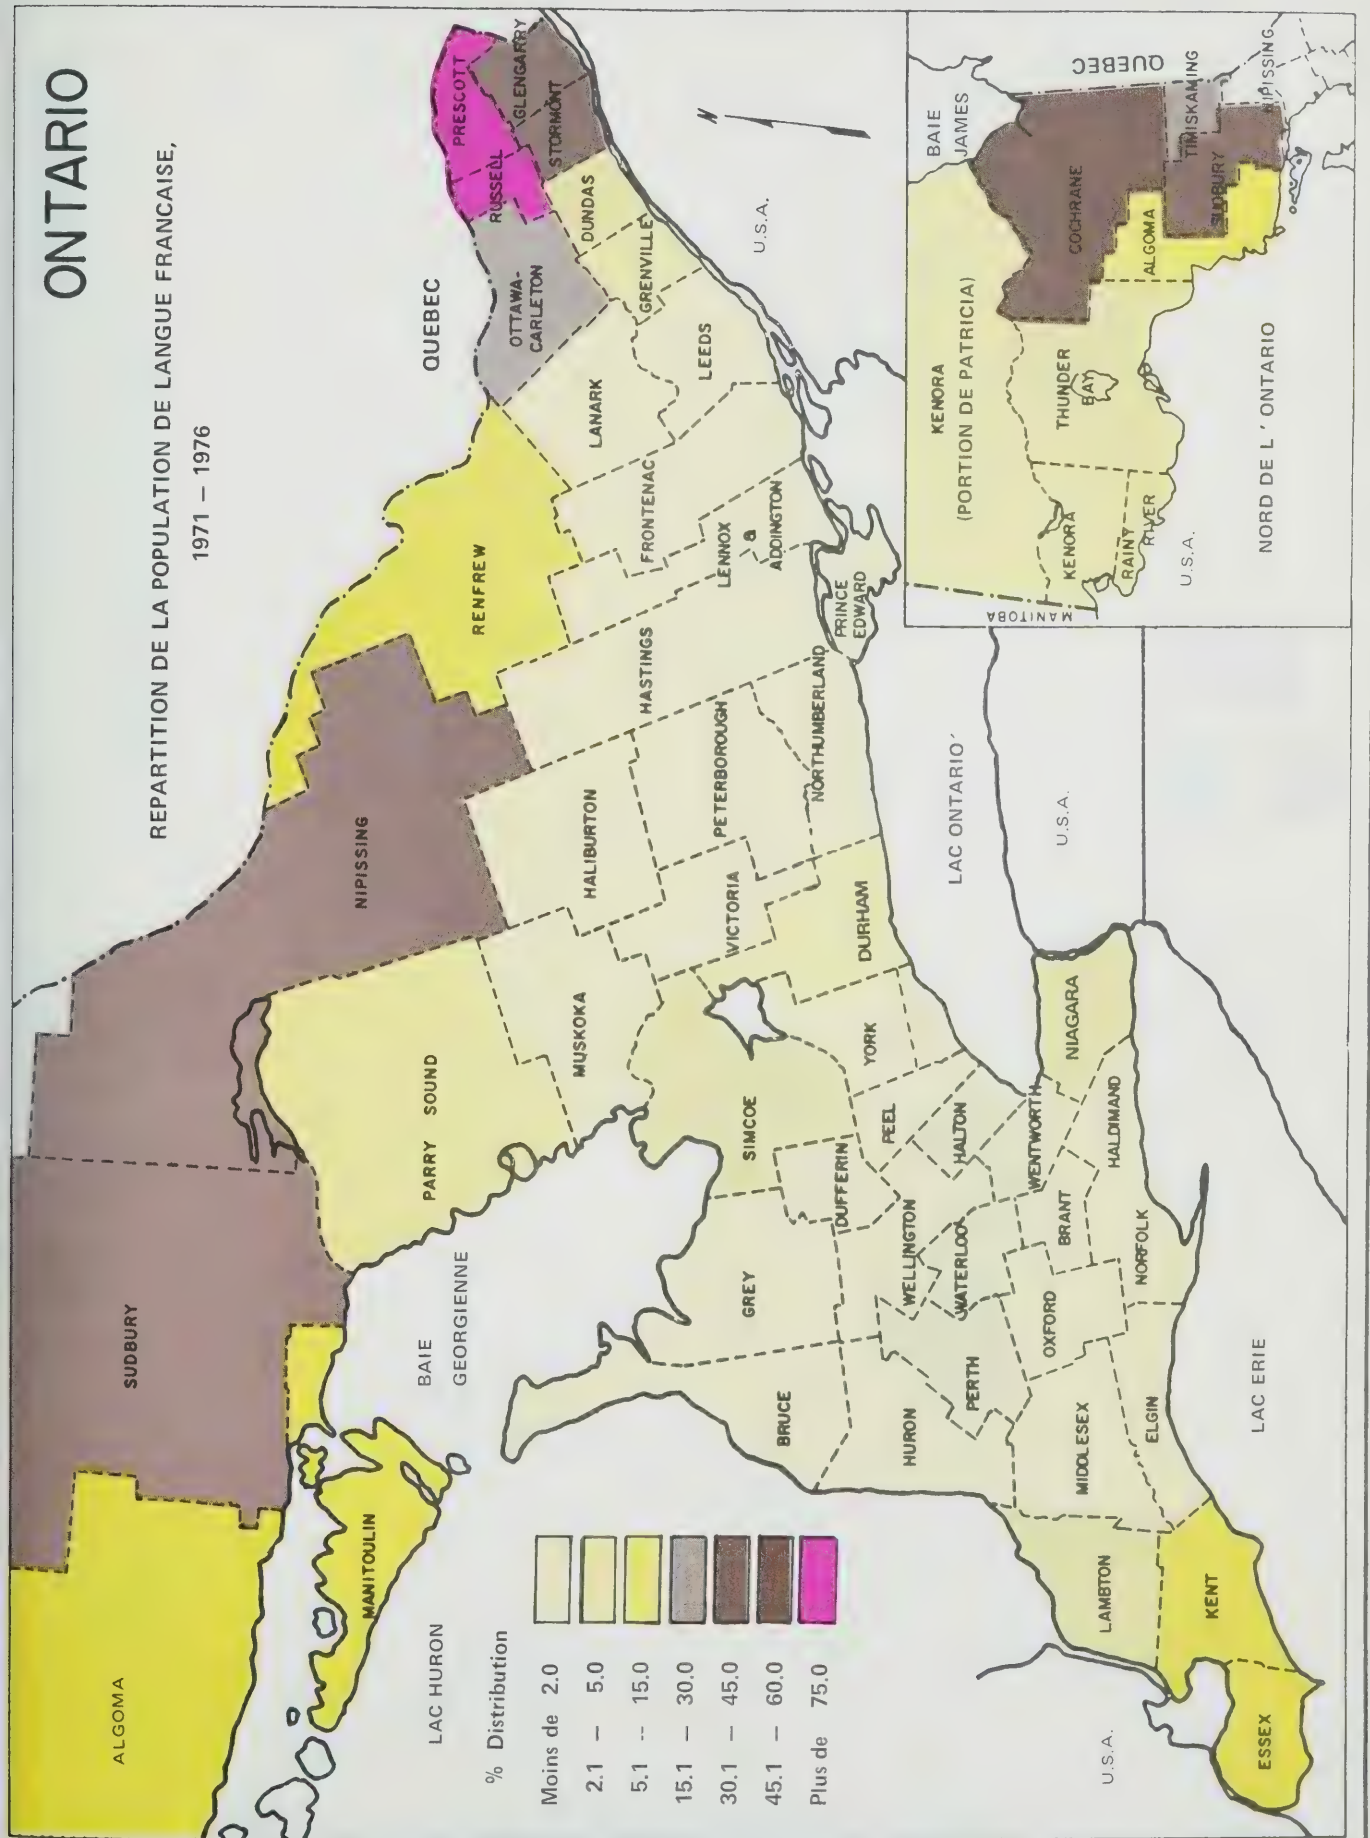 ONTARIO
REPARTITION DE LA POPULATION DE LANGUE FRANCAISE,
1971 – 1976
QUEBEC
PRESCOTT
GLENGARRY
RUSSELL
STORMONT
OTTAWA-
CARLETON
DUNDAS
GRENVILLE
LANARK
LEEDS
U.S.A.
RENFREW
FRONTENAC
LENNOX
&
ADDINGTON
HASTINGS
PRINCE
EDWARD
NIPISSING
HALIBURTON
PETERBOROUGH
NORTHUMBERLAND
VICTORIA
DURHAM
LAC ONTARIO
U.S.A.
PARRY SOUND
MUSKOKA
SIMCOE
YORK
PEEL
HALTON
DUFFERIN
WENTWORTH
NIAGARA
HALDIMAND
SUDBURY
BAIE
GEORGIENNE
GREY
WELLINGTON
WATERLOO
BRANT
NORFOLK
BRUCE
HURON
PERTH
OXFORD
MIDDLESEX
ELGIN
LAC ERIE
ALGOMA
MANITOULIN
LAC HURON
LAMBTON
KENT
ESSEX
U.S.A.
% Distribution
Moins de 2.0
2.1 – 5.0
5.1 -- 15.0
15.1 – 30.0
30.1 – 45.0
45.1 – 60.0
Plus de 75.0
N
BAIE
JAMES
QUEBEC
KENORA
(PORTION DE PATRICIA)
COCHRANE
TIMISKAMING
NIPISSING
SUDBURY
ALGOMA
THUNDER
BAY
KENORA
RAINY
RIVER
MANITOBA
U.S.A.
NORD DE L' ONTARIO